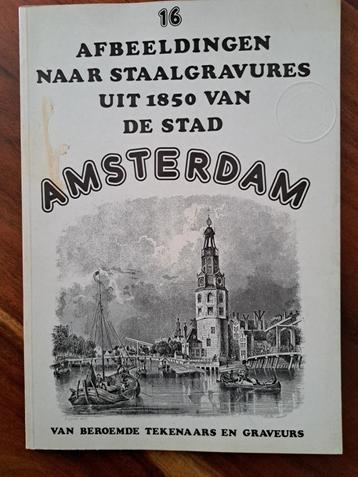 16
AFBEELDINGEN
NAAR STAALGRAVURES
UIT 1850 VAN
DE STAD
AMSTERDAM
VAN BEROEMDE TEKENAARS EN GRAVEURS